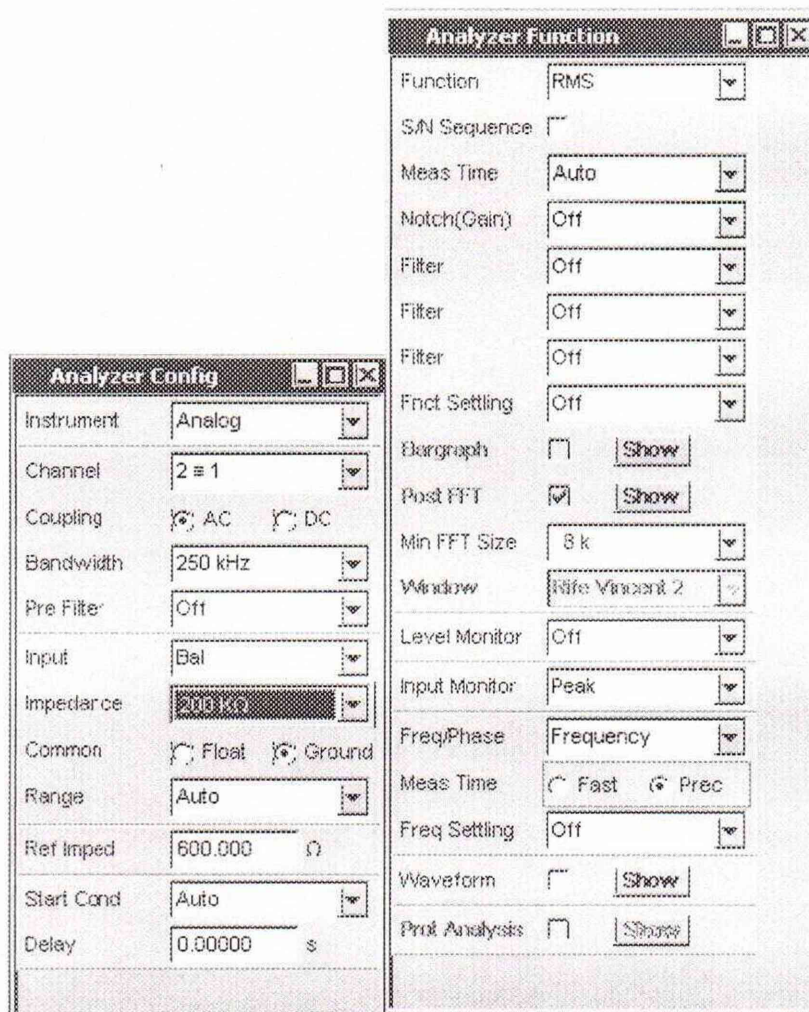 Analyzer Config
Instrument Analog
Channel 2 ≡ 1
Coupling AC DC
Bandwidth 250 kHz
Pre Filter Off
Input Bal
Impedance 200 KΩ
Common Float Ground
Range Auto
Ref Imped 600.000 Ω
Start Cond Auto
Delay 0.00000 s
Analyzer Function
Function RMS
S/N Sequence
Meas Time Auto
Notch(Gain) Off
Filter Off
Filter Off
Filter Off
Fnct Settling Off
Bargraph Show
Post FFT Show
Min FFT Size 8 k
Window Rife Vincent 2
Level Monitor Off
Input Monitor Peak
Freq/Phase Frequency
Meas Time Fast Prec
Freq Settling Off
Waveform Show
Prot Analysis Show